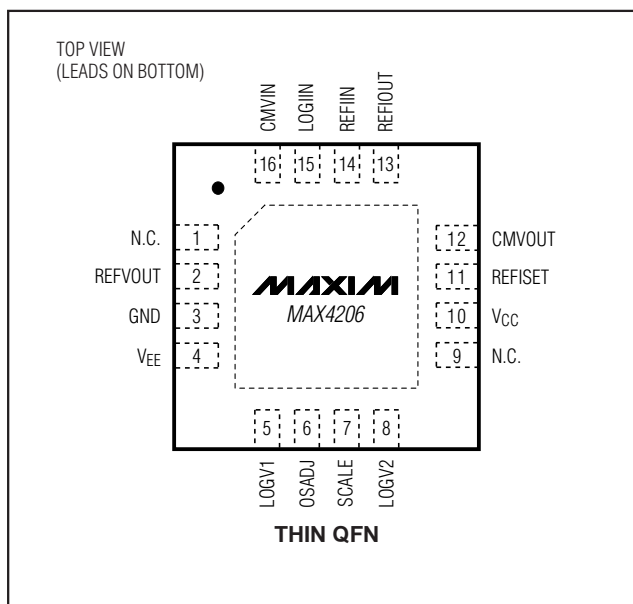 TOP VIEW
(LEADS ON BOTTOM)
CMVIN
LOGIIN
REFIIN
REFIOUT
16 15 14 13
N.C. 1
REFVOUT 2
GND 3
VEE 4
12 CMVOUT
11 REFISET
10 VCC
9 N.C.
MAXIM
MAX4206
5 6 7 8
LOGV1
OSADJ
SCALE
LOGV2
THIN QFN